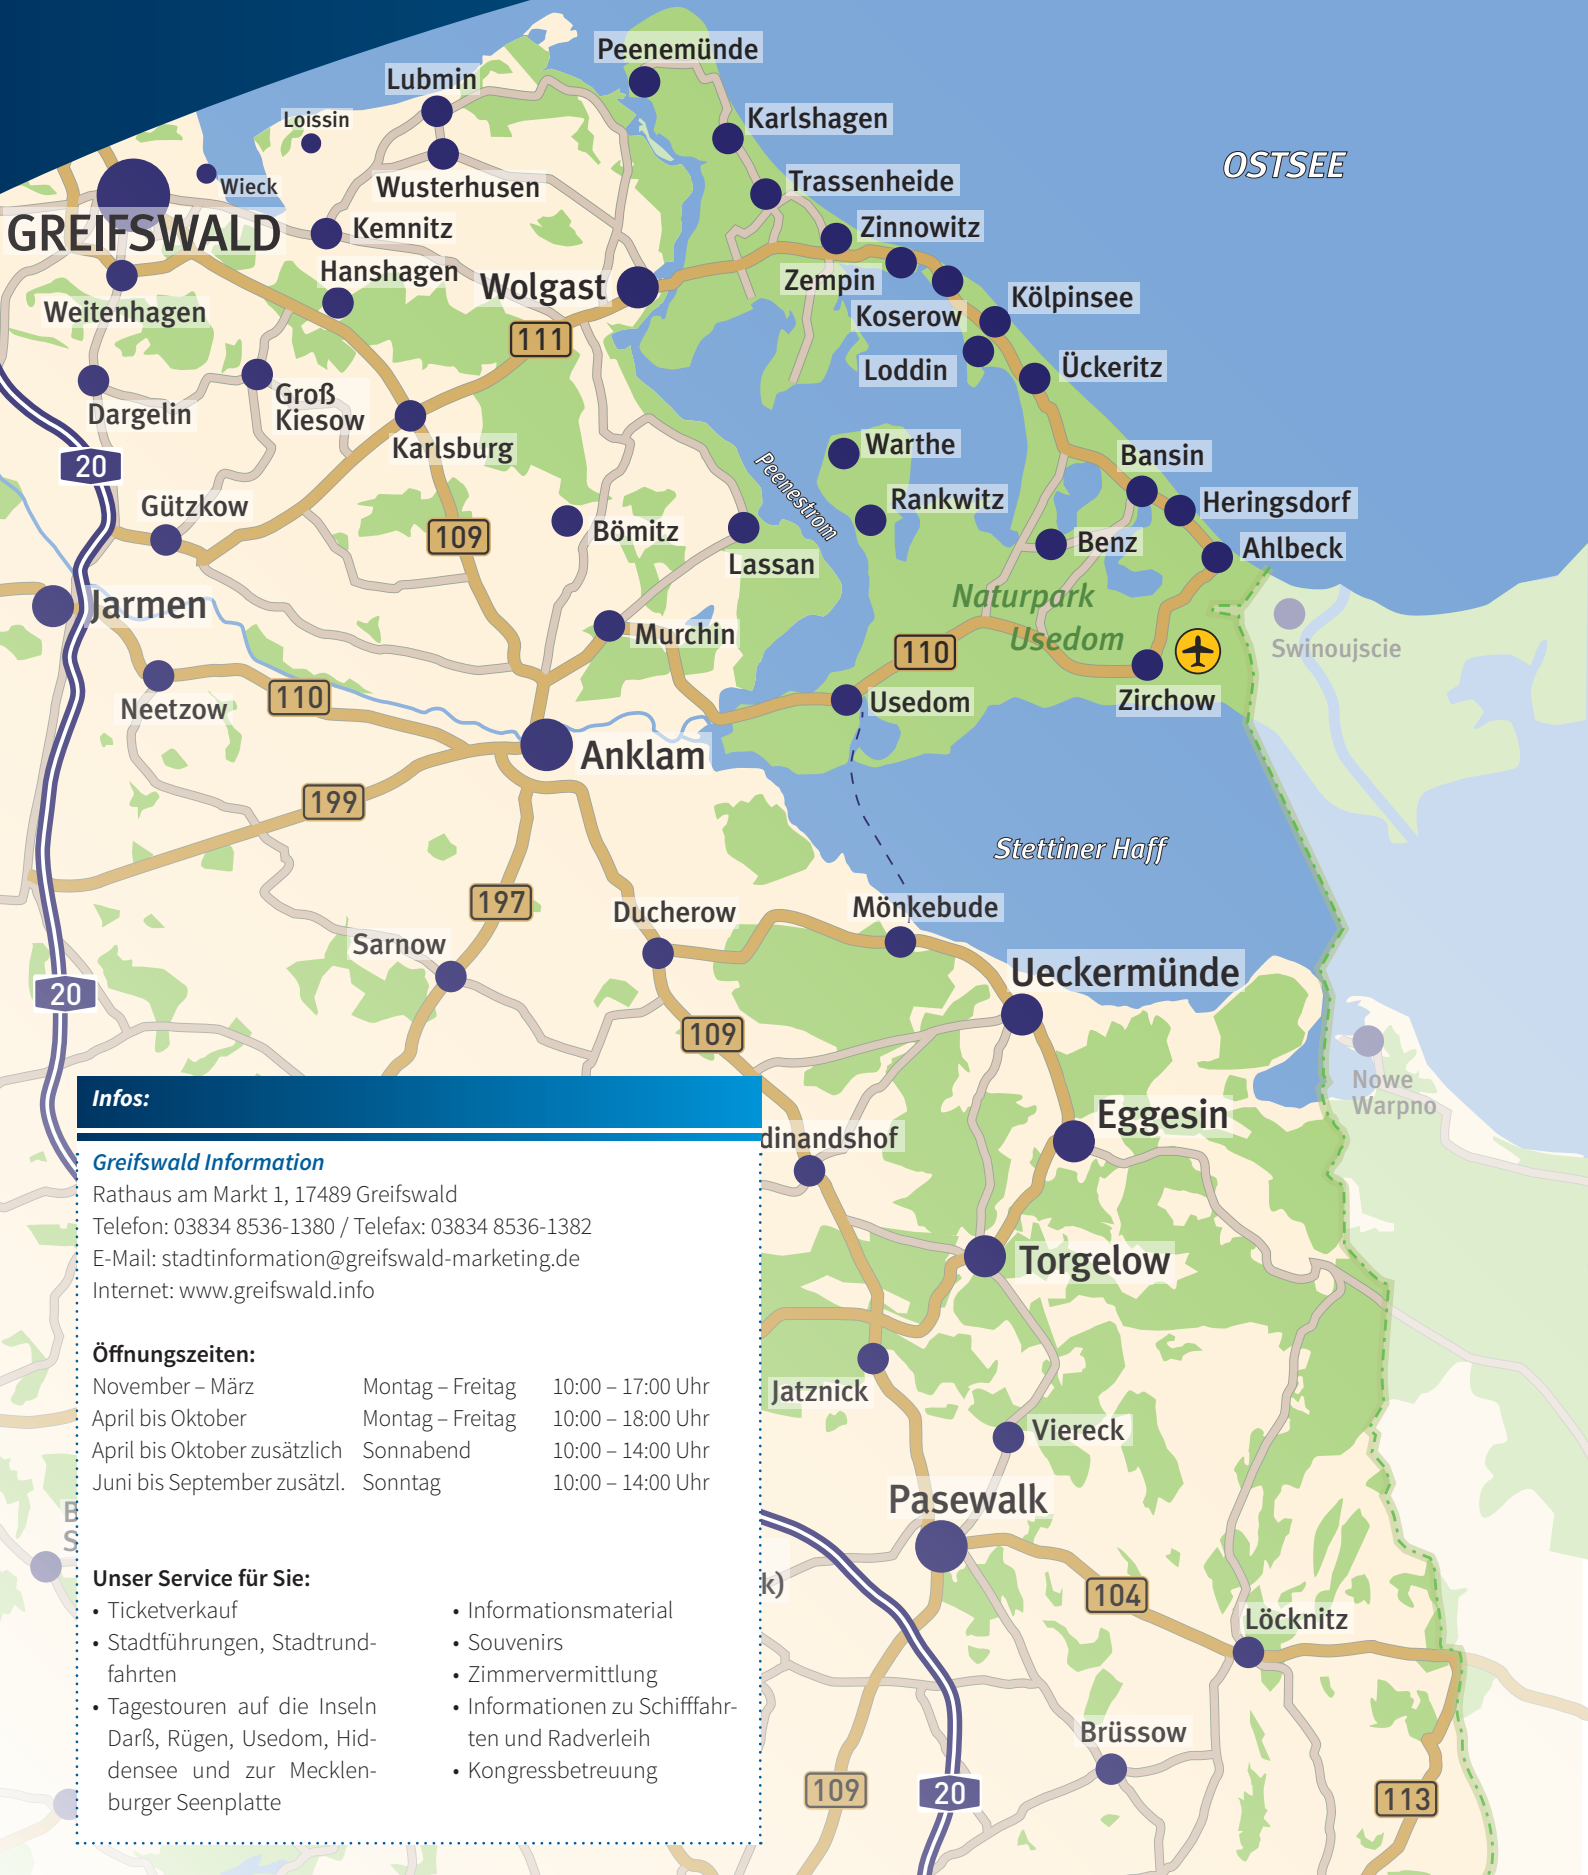 Peenemünde
Lubmin
Loissin
Karlshagen
OSTSEE
Wieck
Wusterhusen
Trassenheide
GREIFSWALD
Kemnitz
Zinnowitz
Hanshagen
Wolgast
Zempin
Kölpinsee
Weitenhagen
Koserow
111
Loddin
Ückeritz
Dargelin
Groß
Kiesow
Karlsburg
Warthe
Bansin
20
Peenestrom
Gützkow
Rankwitz
Heringsdorf
109
Bömitz
Benz
Ahlbeck
Lassan
Jarmen
Naturpark
Usedom
Murchin
110
Swinoujscie
Neetzow
110
Usedom
Zirchow
Anklam
199
Stettiner Haff
197
Ducherow
Mönkebude
Sarnow
Ueckermünde
20
109
Nowe
Warpno
Eggesin
dinandshof
Torgelow
Jatznick
Viereck
Pasewalk
B
S
k)
104
Löcknitz
Brüssow
109
20
113
Infos:
Greifswald Information
Rathaus am Markt 1, 17489 Greifswald
Telefon: 03834 8536-1380 / Telefax: 03834 8536-1382
E-Mail: stadtinformation@greifswald-marketing.de
Internet: www.greifswald.info
Öffnungszeiten:
November – März Montag – Freitag 10:00 – 17:00 Uhr
April bis Oktober Montag – Freitag 10:00 – 18:00 Uhr
April bis Oktober zusätzlich Sonnabend 10:00 – 14:00 Uhr
Juni bis September zusätzl. Sonntag 10:00 – 14:00 Uhr
Unser Service für Sie:
• Ticketverkauf
• Stadtführungen, Stadtrund-
fahrten
• Tagestouren auf die Inseln
Darß, Rügen, Usedom, Hid-
densee und zur Mecklen-
burger Seenplatte
• Informationsmaterial
• Souvenirs
• Zimmervermittlung
• Informationen zu Schifffahr-
ten und Radverleih
• Kongressbetreuung